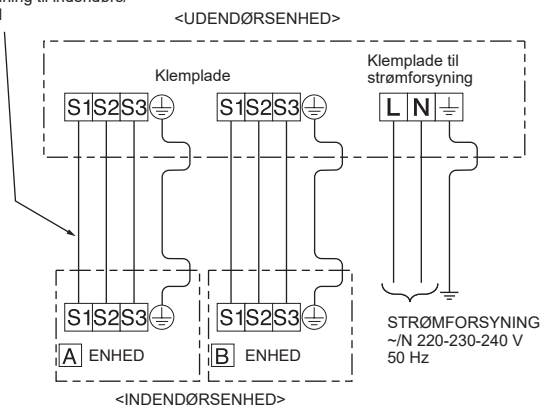 ning til indendørs/
<UDENDØRSENHED>
Klemplade
Klemplade til
strømforsyning
S1 S2 S3
S1 S2 S3
L N
S1 S2 S3
S1 S2 S3
A ENHED
B ENHED
STRØMFORSYNING
~/N 220-230-240 V
50 Hz
<INDENDØRSENHED>